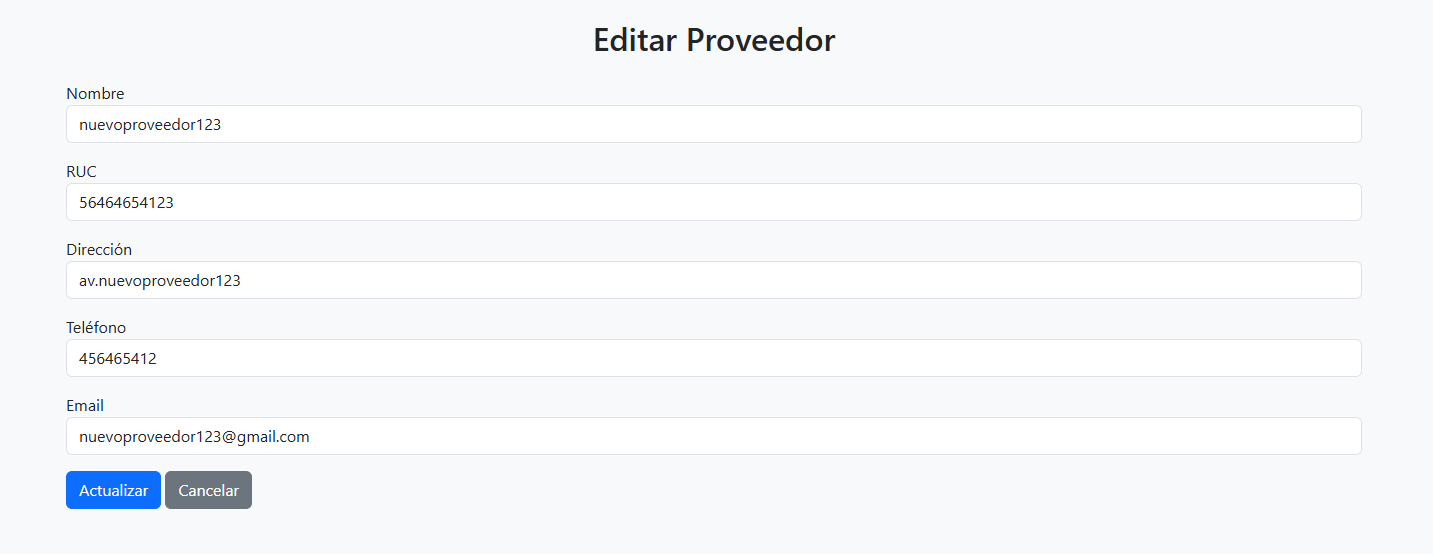 Editar Proveedor
Nombre
nuevoproveedor123
RUC
56464654123
Dirección
av.nuevoproveedor123
Teléfono
456465412
Email
nuevoproveedor123@gmail.com
Actualizar Cancelar